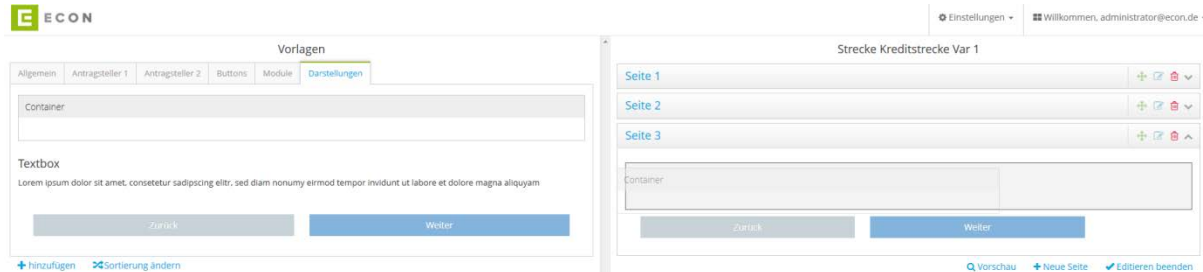 ECON
Einstellungen
Willkommen, administrator@econ.de
Vorlagen
Allgemein Antragsteller 1 Antragsteller 2 Buttons Module Darstellungen
Container
Textbox
Lorem ipsum dolor sit amet, consetetur sadipscing elitr, sed diam nonumy eirmod tempor invidunt ut labore et dolore magna aliquyam
Zurück Weiter
hinzufügen Sortierung ändern
Strecke Kreditstrecke Var 1
Seite 1
Seite 2
Seite 3
Container
Zurück Weiter
Vorschau Neue Seite Editieren beenden